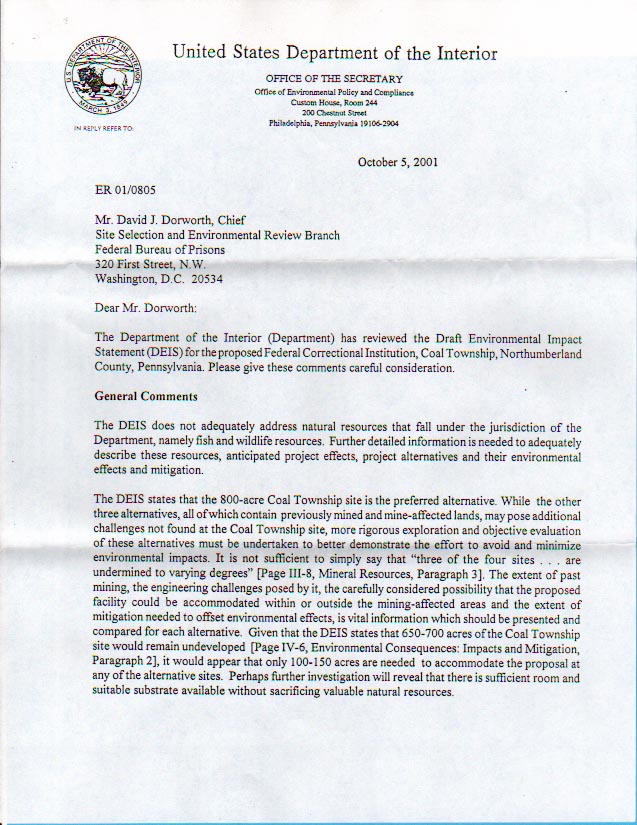 United States Department of the Interior
OFFICE OF THE SECRETARY
Office of Environmental Policy and Compliance
Custom House, Room 244
200 Chestnut Street
Philadelphia, Pennsylvania 19106-2904
U.S. DEPARTMENT OF THE INTERIOR
MARCH 3, 1849
IN REPLY REFER TO:
October 5, 2001
ER 01/0805
Mr. David J. Dorworth, Chief
Site Selection and Environmental Review Branch
Federal Bureau of Prisons
320 First Street, N.W.
Washington, D.C. 20534
Dear Mr. Dorworth:
The Department of the Interior (Department) has reviewed the Draft Environmental Impact
Statement (DEIS) for the proposed Federal Correctional Institution, Coal Township, Northumberland
County, Pennsylvania. Please give these comments careful consideration.
General Comments
The DEIS does not adequately address natural resources that fall under the jurisdiction of the
Department, namely fish and wildlife resources. Further detailed information is needed to adequately
describe these resources, anticipated project effects, project alternatives and their environmental
effects and mitigation.
The DEIS states that the 800-acre Coal Township site is the preferred alternative. While the other
three alternatives, all of which contain previously mined and mine-affected lands, may pose additional
challenges not found at the Coal Township site, more rigorous exploration and objective evaluation
of these alternatives must be undertaken to better demonstrate the effort to avoid and minimize
environmental impacts. It is not sufficient to simply say that “three of the four sites . . . are
undermined to varying degrees” [Page III-8, Mineral Resources, Paragraph 3]. The extent of past
mining, the engineering challenges posed by it, the carefully considered possibility that the proposed
facility could be accommodated within or outside the mining-affected areas and the extent of
mitigation needed to offset environmental effects, is vital information which should be presented and
compared for each alternative. Given that the DEIS states that 650-700 acres of the Coal Township
site would remain undeveloped [Page IV-6, Environmental Consequences: Impacts and Mitigation,
Paragraph 2], it would appear that only 100-150 acres are needed to accommodate the proposal at
any of the alternative sites. Perhaps further investigation will reveal that there is sufficient room and
suitable substrate available without sacrificing valuable natural resources.